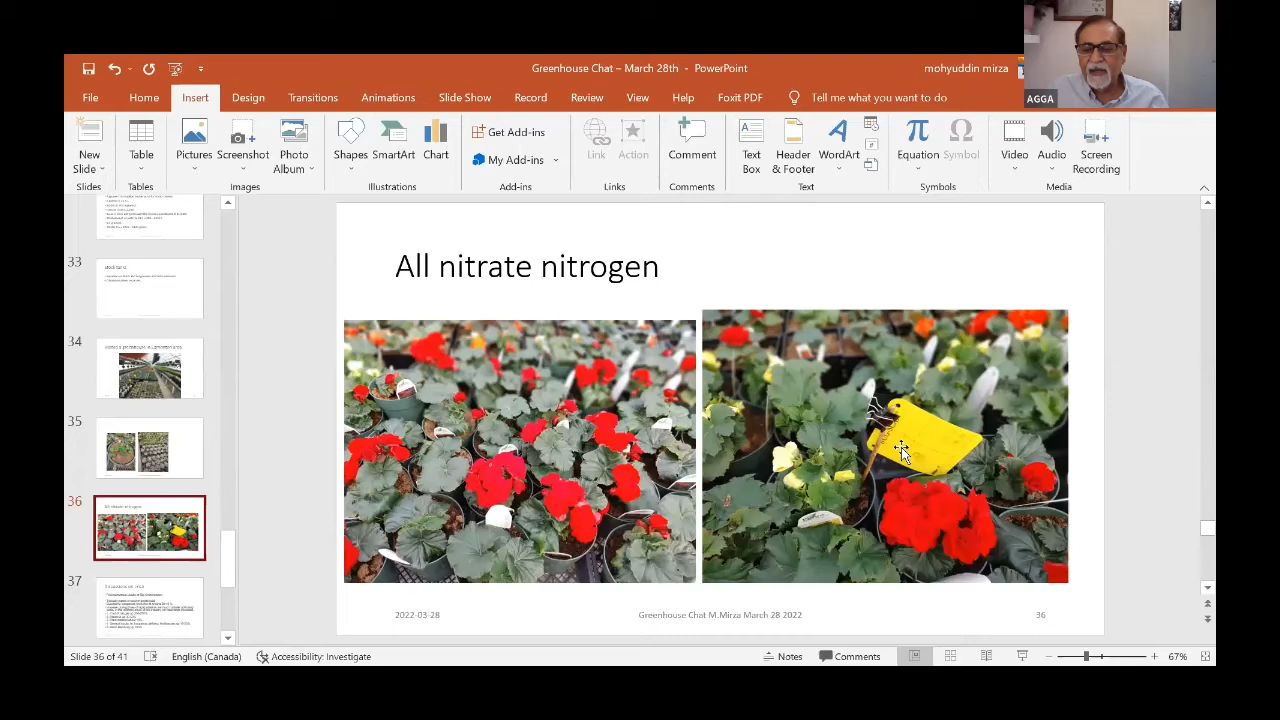 Greenhouse Chat – March 28th - PowerPoint
mohyuddin mirza
AGGA
File Home Insert Design Transitions Animations Slide Show Record Review View Help Foxit PDF Tell me what you want to do
New Slide
Table
Pictures
Screenshot
Photo Album
Shapes
SmartArt
Chart
Get Add-ins
My Add-ins
Link
Action
Comment
Text Box
Header & Footer
WordArt
Equation
Symbol
Video
Audio
Screen Recording
Slides Tables Images Illustrations Add-ins Links Comments Text Symbols Media
33
34
35
36
37
All nitrate nitrogen
2022-03-28
Greenhouse Chat M.Mirza March 28 2022
36
Slide 36 of 41
English (Canada)
Accessibility: Investigate
Notes
Comments
67%